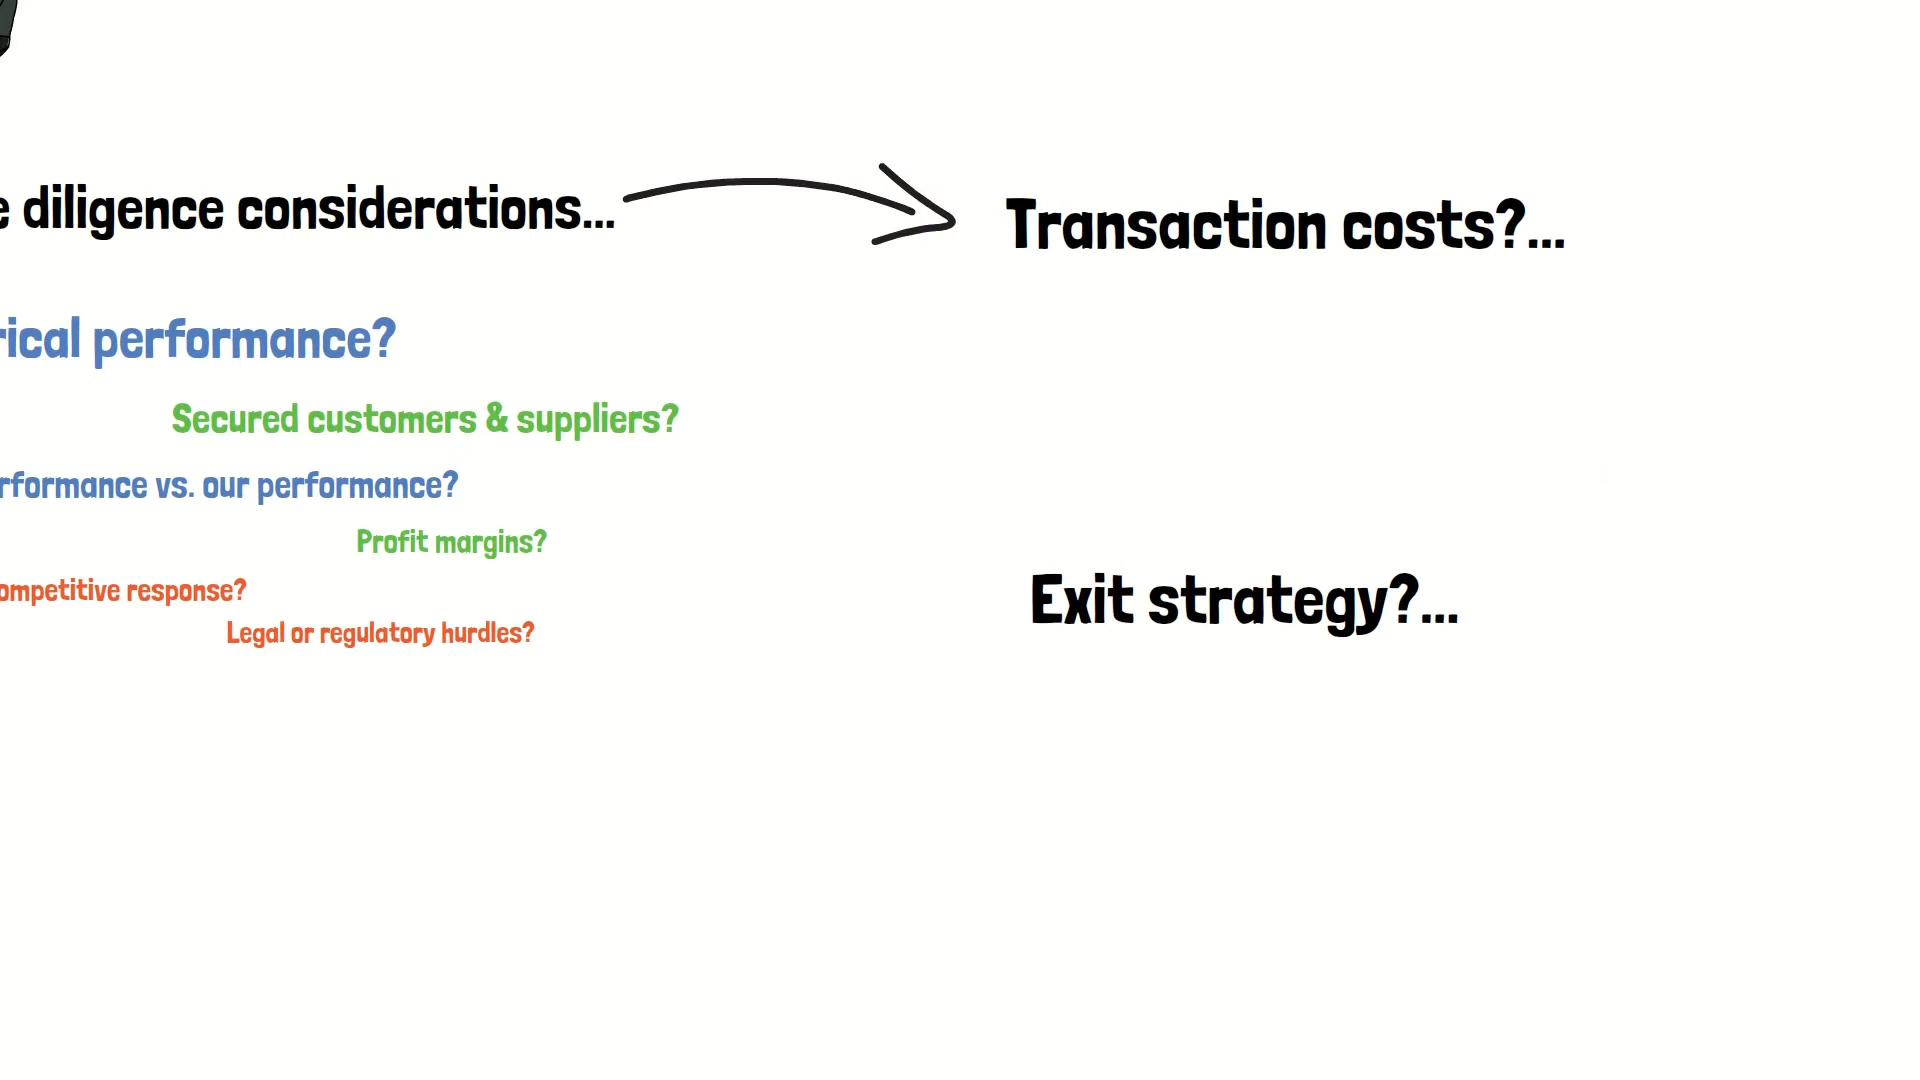 e diligence considerations...
Transaction costs?...
rical performance?
Secured customers & suppliers?
rformance vs. our performance?
Profit margins?
ompetitive response?
Legal or regulatory hurdles?
Exit strategy?...